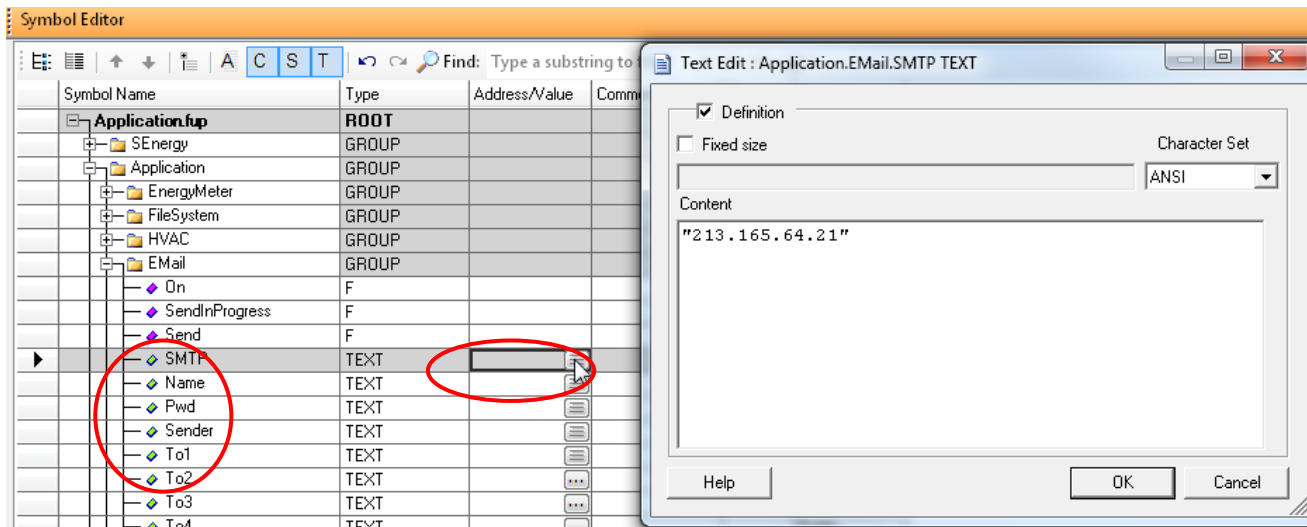 Symbol Editor
A C S T Find: Type a substring to
Symbol Name Type Address/Value Comme
Application.fup ROOT
SEnergy GROUP
Application GROUP
EnergyMeter GROUP
FileSystem GROUP
HVAC GROUP
EMail GROUP
On F
SendInProgress F
Send F
SMTP TEXT
Name TEXT
Pwd TEXT
Sender TEXT
To1 TEXT
To2 TEXT ...
To3 TEXT ...
To4 TEXT
Text Edit : Application.EMail.SMTP TEXT
Definition
Fixed size Character Set
ANSI
Content
"213.165.64.21"
Help OK Cancel